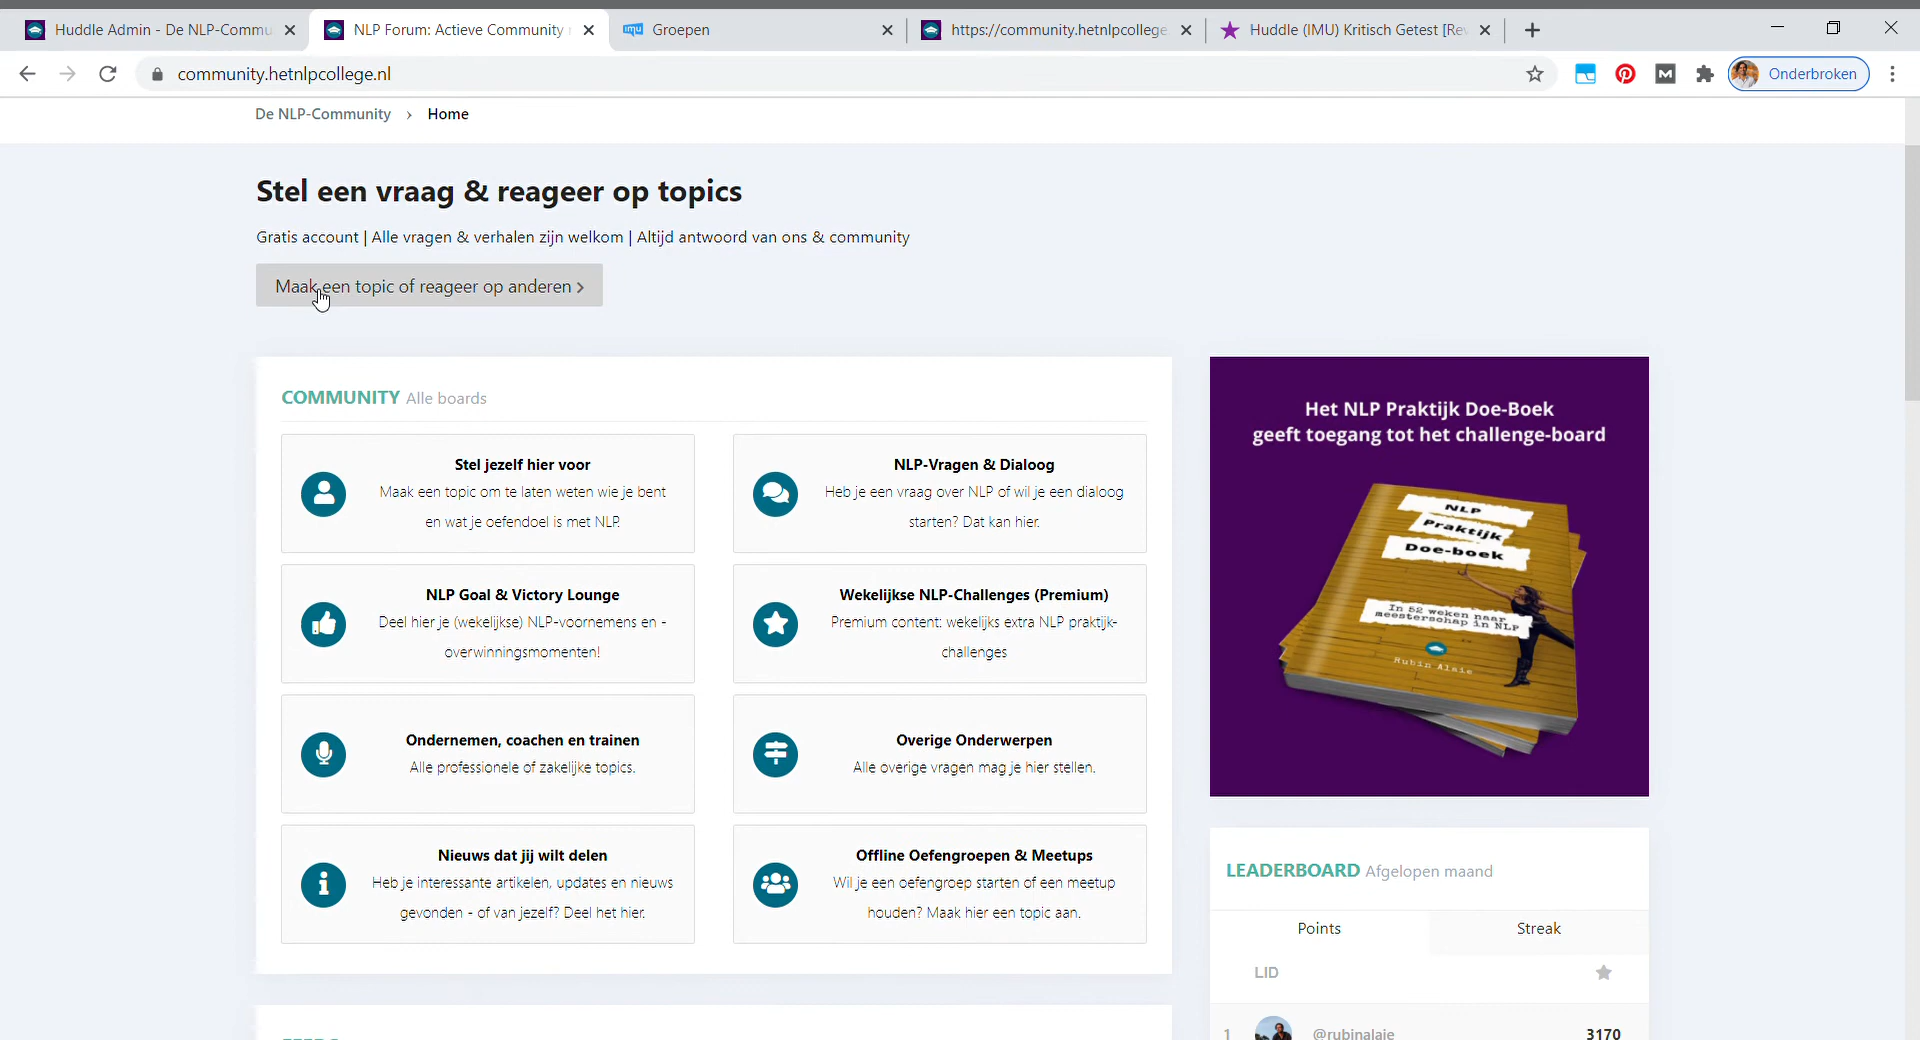 Huddle Admin - De NLP-Commu
NLP Forum: Actieve Community
imu Groepen
https://community.hetnlpcollege
Huddle (IMU) Kritisch Getest [Re
community.hetnlpcollege.nl
M
Onderbroken
De NLP-Community › Home
Stel een vraag & reageer op topics
Gratis account | Alle vragen & verhalen zijn welkom | Altijd antwoord van ons & community
Maak een topic of reageer op anderen ›
COMMUNITY Alle boards
Stel jezelf hier voor
Maak een topic om te laten weten wie je bent
en wat je oefendoel is met NLP.
NLP-Vragen & Dialoog
Heb je een vraag over NLP of wil je een dialoog
starten? Dat kan hier.
NLP Goal & Victory Lounge
Deel hier je (wekelijkse) NLP-voornemens en -
overwinningsmomenten!
Wekelijkse NLP-Challenges (Premium)
Premium content: wekelijks extra NLP praktijk-
challenges
Ondernemen, coachen en trainen
Alle professionele of zakelijke topics.
Overige Onderwerpen
Alle overige vragen mag je hier stellen.
Nieuws dat jij wilt delen
Heb je interessante artikelen, updates en nieuws
gevonden - of van jezelf? Deel het hier.
Offline Oefengroepen & Meetups
Wil je een oefengroep starten of een meetup
houden? Maak hier een topic aan.
Het NLP Praktijk Doe-Boek
geeft toegang tot het challenge-board
NLP
Praktijk
Doe-boek
In 52 weken naar
meesterschap in NLP
Rubin Alaie
LEADERBOARD Afgelopen maand
Points Streak
LID
1 @rubinalaie 3170